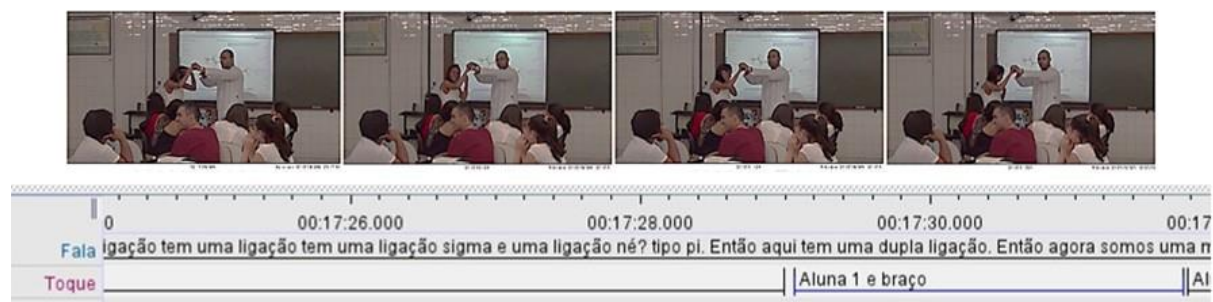 0 00:17:26.000 00:17:28.000 00:17:30.000 00:17
Fala igação tem uma ligação tem uma ligação sigma e uma ligação né? tipo pi. Então aqui tem uma dupla ligação. Então agora somos uma m
Toque Aluna 1 e braço Al